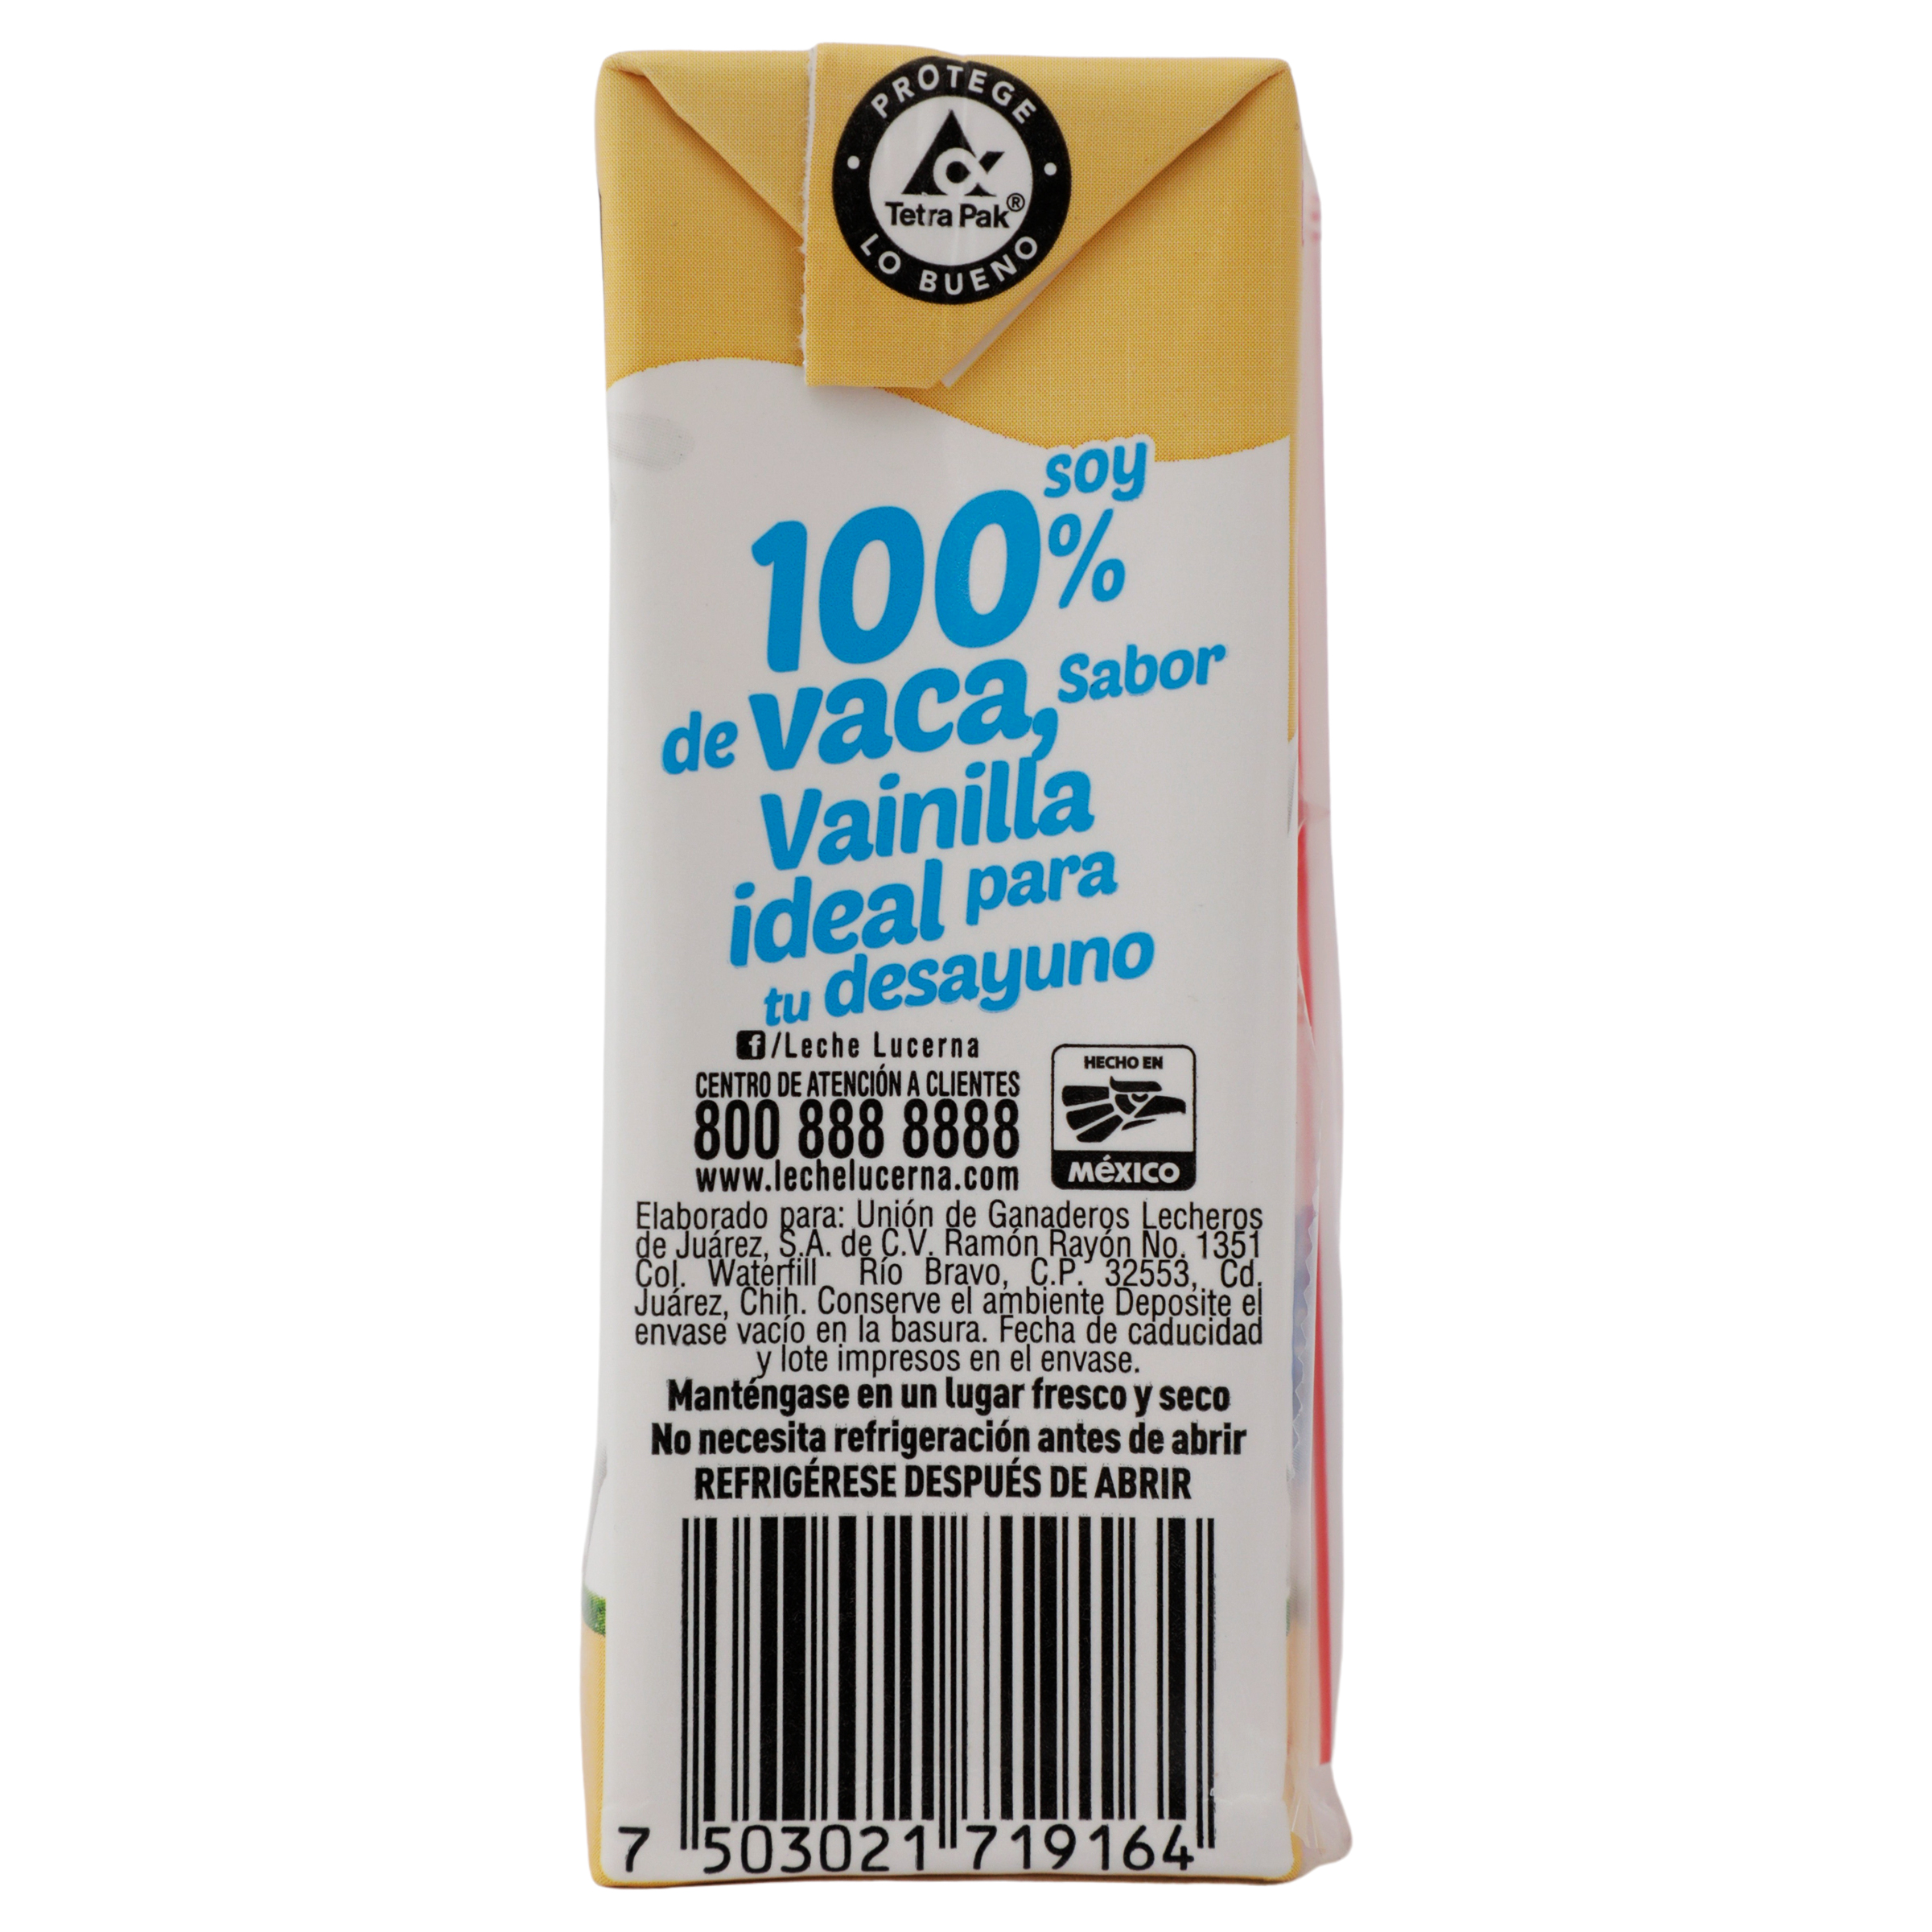 PROTEGE
Tetra Pak®
LO BUENO
soy
100%
de vaca, Sabor
Vainilla
ideal para
tu desayuno
f/Leche Lucerna
CENTRO DE ATENCIÓN A CLIENTES
800 888 8888
www.lechelucerna.com
HECHO EN
MéXICO
Elaborado para: Unión de Ganaderos Lecheros
de Juárez, S.A. de C.V. Ramón Rayón No. 1351
Col. Waterfill Río Bravo, C.P. 32553, Cd.
Juárez, Chih. Conserve el ambiente Deposite el
envase vacío en la basura. Fecha de caducidad
y lote impresos en el envase.
Manténgase en un lugar fresco y seco
No necesita refrigeración antes de abrir
REFRIGÉRESE DESPUÉS DE ABRIR
7 503021 719164